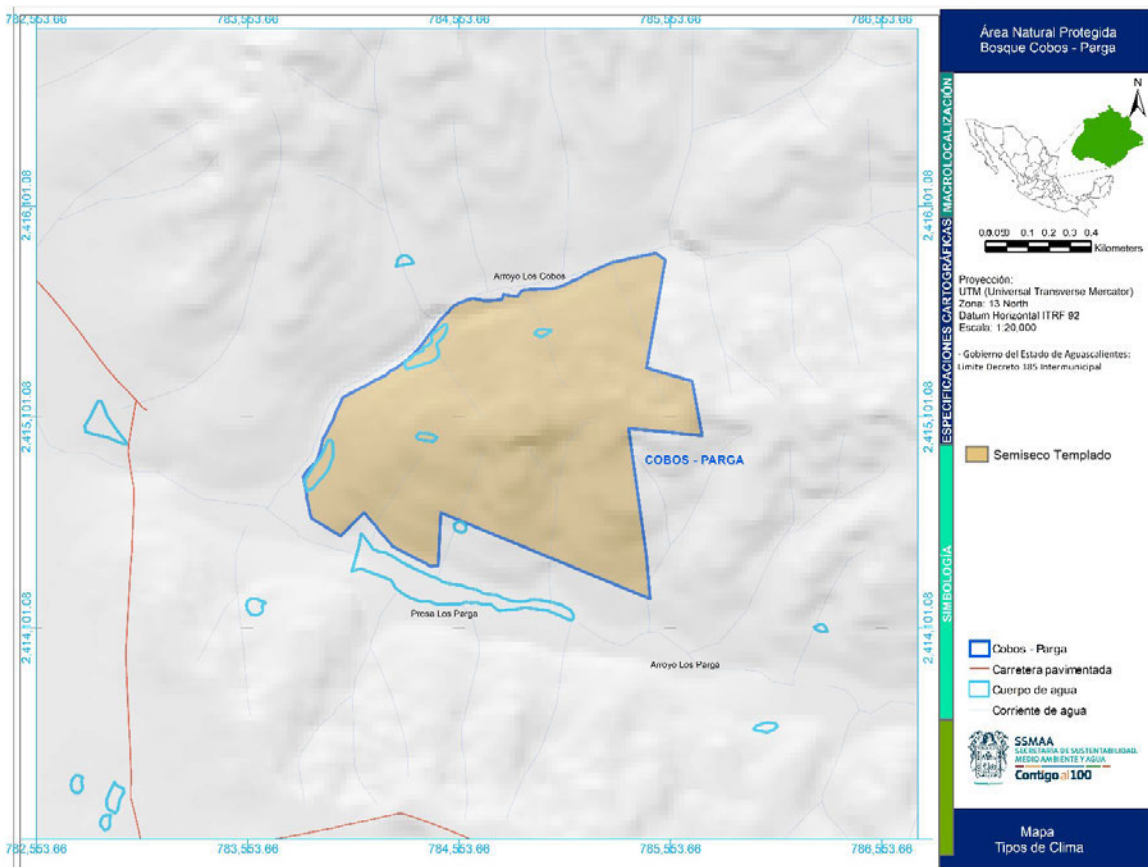 782,553.66
783,553.66
784,553.66
785,553.66
786,553.66
2,416,101.08
2,416,101.08
2,415,101.08
2,415,101.08
2,414,101.08
2,414,101.08
Arroyo Los Cobos
COBOS - PARGA
Presa Los Parga
Arroyo Los Parga
782,553.66
783,553.66
784,553.66
785,553.66
786,553.66
Área Natural Protegida
Bosque Cobos - Parga
MACROLOCALIZACIÓN
N
0.1 0.2 0.3 0.4
Kilometers
ESPECIFICACIONES CARTOGRÁFICAS
Proyección:
UTM (Universal Transverse Mercator)
Zona: 13 North
Datum Horizontal ITRF 92
Escala: 1:20,000
- Gobierno del Estado de Aguascalientes:
Limite Decreto 185 Intermunicipal
SIMBOLOGÍA
Semiseco Templado
Cobos - Parga
Carretera pavimentada
Cuerpo de agua
Corriente de agua
SSMAA
SECRETARÍA DE SUSTENTABILIDAD,
MEDIO AMBIENTE Y AGUA
Contigo al 100
Mapa
Tipos de Clima